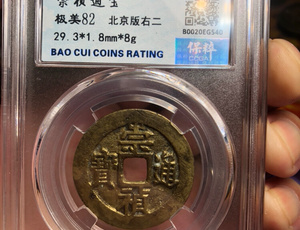 崇祯通宝
极美82 北京版右二
29.3*1.8mm*8g
BAO CUI COINS RATING
保粹
崇
寶 通
禎